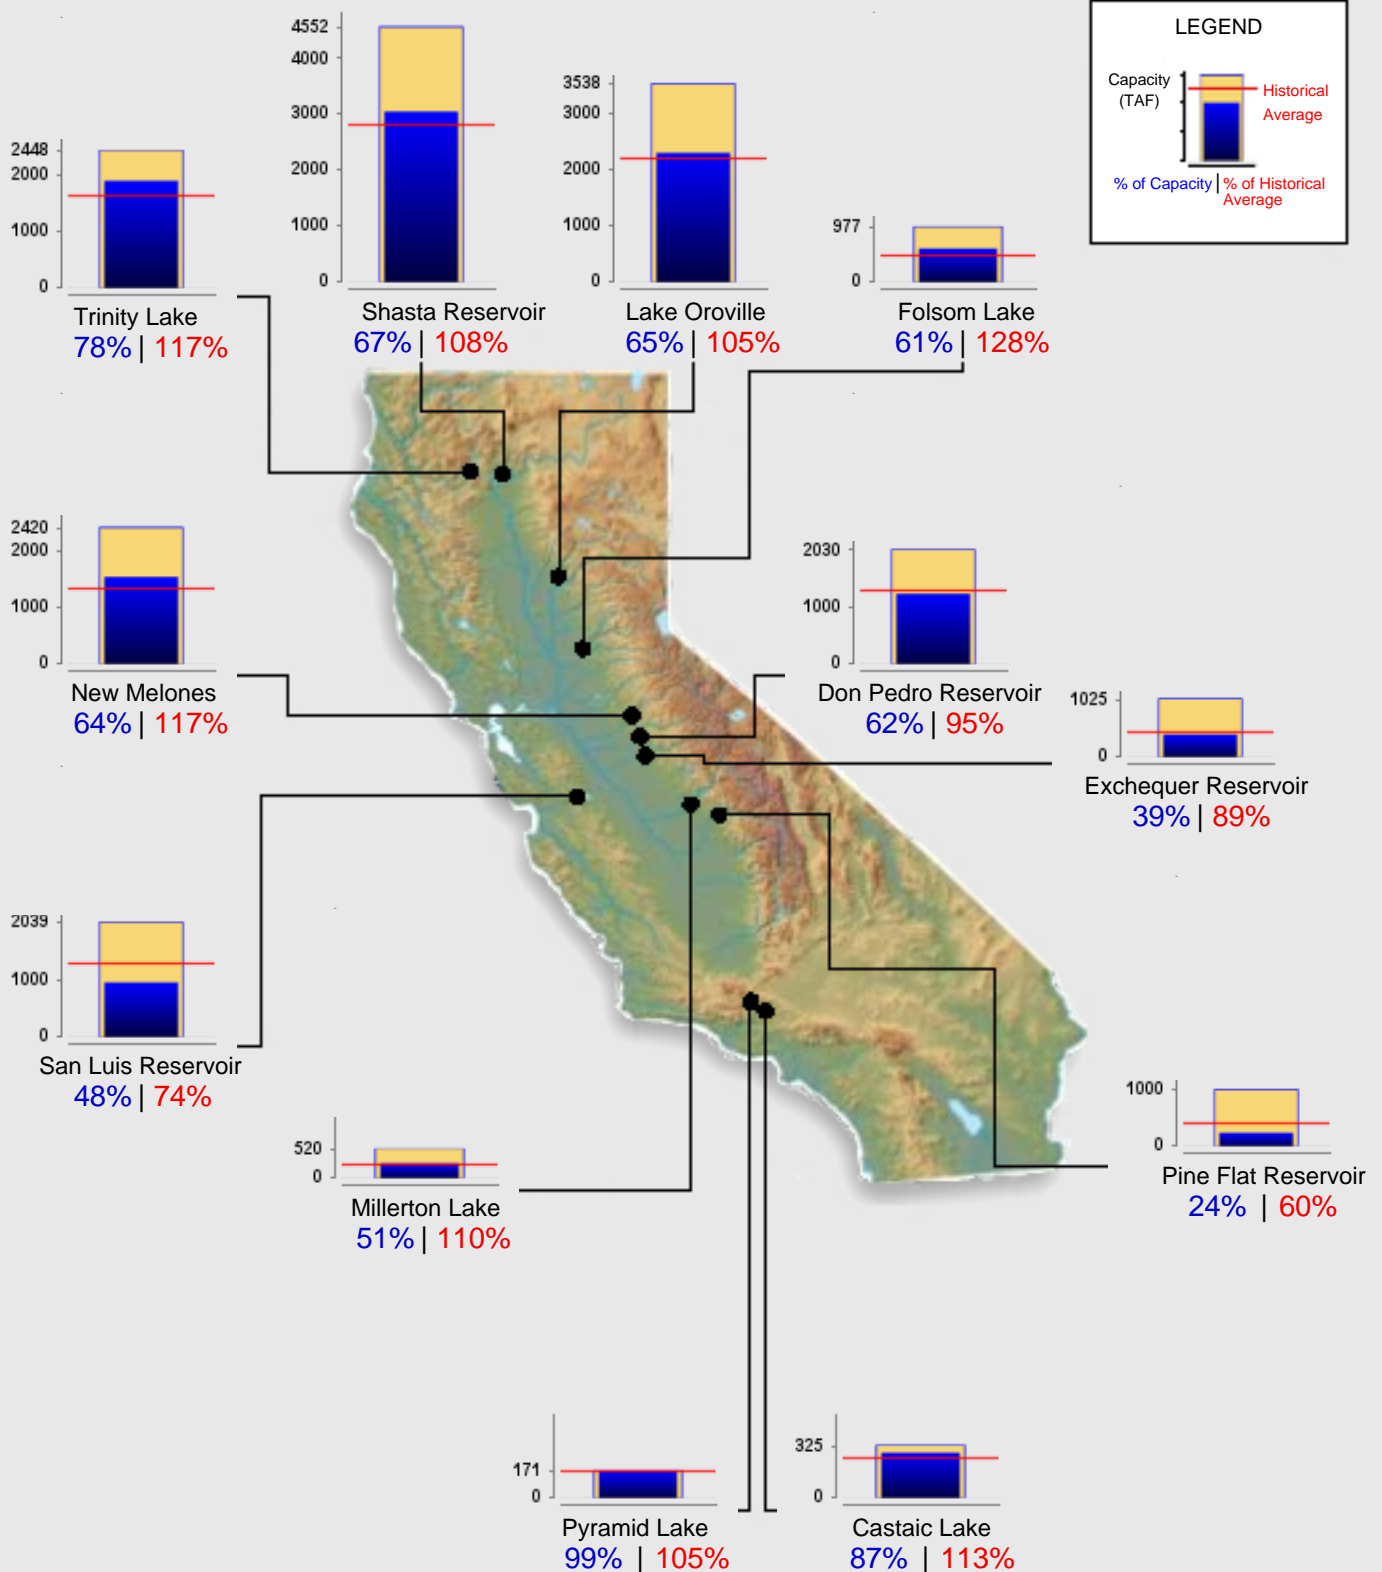 LEGEND
Capacity
(TAF)
Historical
Average
% of Capacity | % of Historical
Average
4552
4000
3000
2000
1000
0
Shasta Reservoir
67% | 108%
3538
3000
2000
1000
0
Lake Oroville
65% | 105%
2448
2000
1000
0
Trinity Lake
78% | 117%
977
0
Folsom Lake
61% | 128%
2420
2000
1000
0
New Melones
64% | 117%
2030
1000
0
Don Pedro Reservoir
62% | 95%
1025
0
Exchequer Reservoir
39% | 89%
2039
1000
0
San Luis Reservoir
48% | 74%
520
0
Millerton Lake
51% | 110%
1000
0
Pine Flat Reservoir
24% | 60%
171
0
Pyramid Lake
99% | 105%
325
0
Castaic Lake
87% | 113%